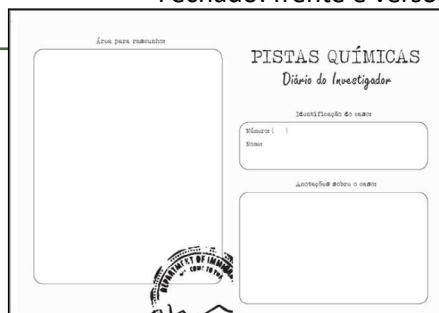 Fechado: frente e verso
Área para rascunho:
PISTAS QUÍMICAS
Diário do Investigador
Identificação do caso:
Número: [ ]
Nome:
Anotações sobre o caso:
DEPARTMENT OF